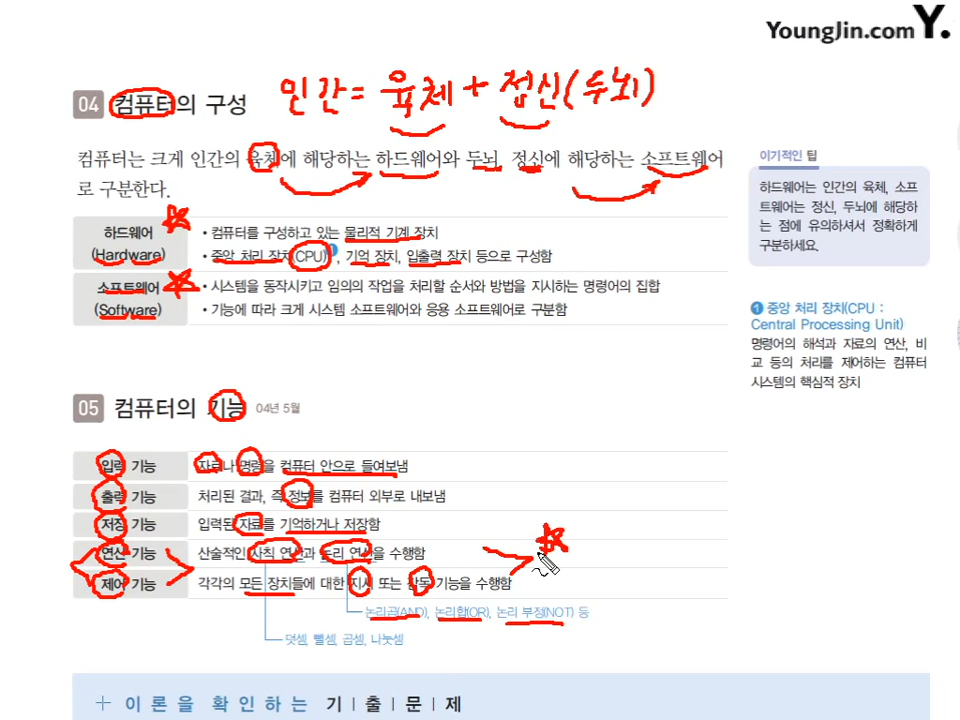 YoungJin.com Y.
인간 = 육체 + 정신(두뇌)
04 컴퓨터의 구성
컴퓨터는 크게 인간의 육체에 해당하는 하드웨어와 두뇌, 정신에 해당하는 소프트웨어
로 구분한다.
하드웨어
(Hardware)
• 컴퓨터를 구성하고 있는 물리적 기계 장치
• 중앙 처리 장치(CPU)❶, 기억 장치, 입출력 장치 등으로 구성함
소프트웨어
(Software)
• 시스템을 동작시키고 임의의 작업을 처리할 순서와 방법을 지시하는 명령어의 집합
• 기능에 따라 크게 시스템 소프트웨어와 응용 소프트웨어로 구분함
이기적인 팁
하드웨어는 인간의 육체, 소프
트웨어는 정신, 두뇌에 해당하
는 점에 유의하셔서 정확하게
구분하세요.
❶ 중앙 처리 장치(CPU :
Central Processing Unit)
명령어의 해석과 자료의 연산, 비
교 등의 처리를 제어하는 컴퓨터
시스템의 핵심적 장치
05 컴퓨터의 기능 04년 5월
입력 기능 자료나 명령을 컴퓨터 안으로 들여보냄
출력 기능 처리된 결과, 즉 정보를 컴퓨터 외부로 내보냄
저장 기능 입력된 자료를 기억하거나 저장함
연산 기능 산술적인 사칙 연산과 논리 연산을 수행함
제어 기능 각각의 모든 장치들에 대한 지시 또는 감독 기능을 수행함
논리곱(AND), 논리합(OR), 논리 부정(NOT) 등
덧셈, 뺄셈, 곱셈, 나눗셈
+ 이론을 확인하는 기|출|문|제